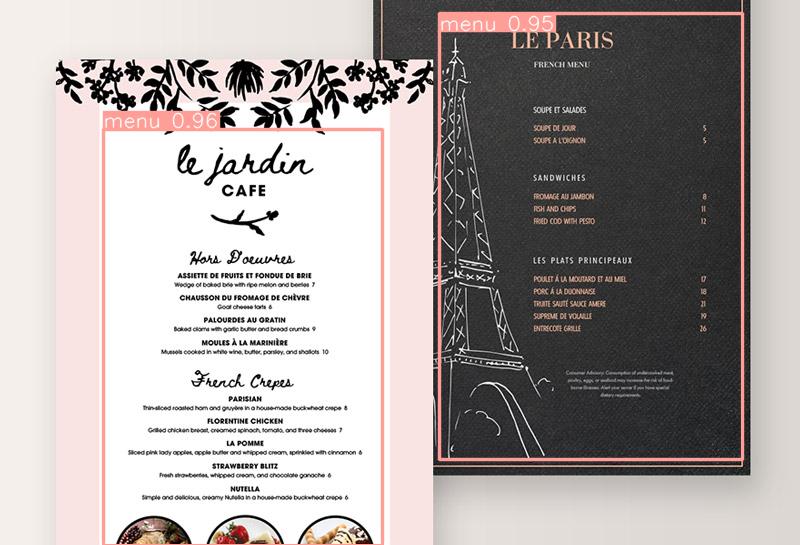 menu 0.96
le jardin
CAFE
Hors D'oeuvres
ASSIETTE DE FRUITS ET FONDUE DE BRIE
Wedge of baked brie with ripe melon and berries 7
CHAUSSON DU FROMAGE DE CHÈVRE
Goat cheese tarts 6
PALOURDES AU GRATIN
Baked clams with garlic butter and bread crumbs 9
MOULES À LA MARINIÈRE
Mussels cooked in white wine, butter, parsley, and shallots 10
French Crepes
PARISIAN
Thin-sliced roasted ham and gruyère in a house-made buckwheat crepe 8
FLORENTINE CHICKEN
Grilled chicken breast, creamed spinach, tomato, and three cheeses 7
LA POMME
Sliced pink lady apples, apple butter and whipped cream, sprinkled with cinnamon 6
STRAWBERRY BLITZ
Fresh strawberries, whipped cream, and chocolate ganache 6
NUTELLA
Simple and delicious, creamy Nutella in a house-made buckwheat crepe 6
menu 0.95
LE PARIS
FRENCH MENU
SOUPE ET SALADES
SOUPE DE JOUR 5
SOUPE A L'OIGNON 5
SANDWICHES
FROMAGE AU JAMBON 8
FISH AND CHIPS 11
FRIED COD WITH PESTO 12
LES PLATS PRINCIPEAUX
POULET Á LA MOUTARD ET AU MIEL 17
PORC Á LA DIJONNAISE 18
TRUITE SAUTÉ SAUCE AMERE 21
SUPREME DE VOLAILLE 19
ENTRECOTE GRILLE 26
Consumer Advisory: Consumption of undercooked meat,
poultry, eggs, or seafood may increase the risk of food-
borne illnesses. Alert your server if you have special
dietary requirements.